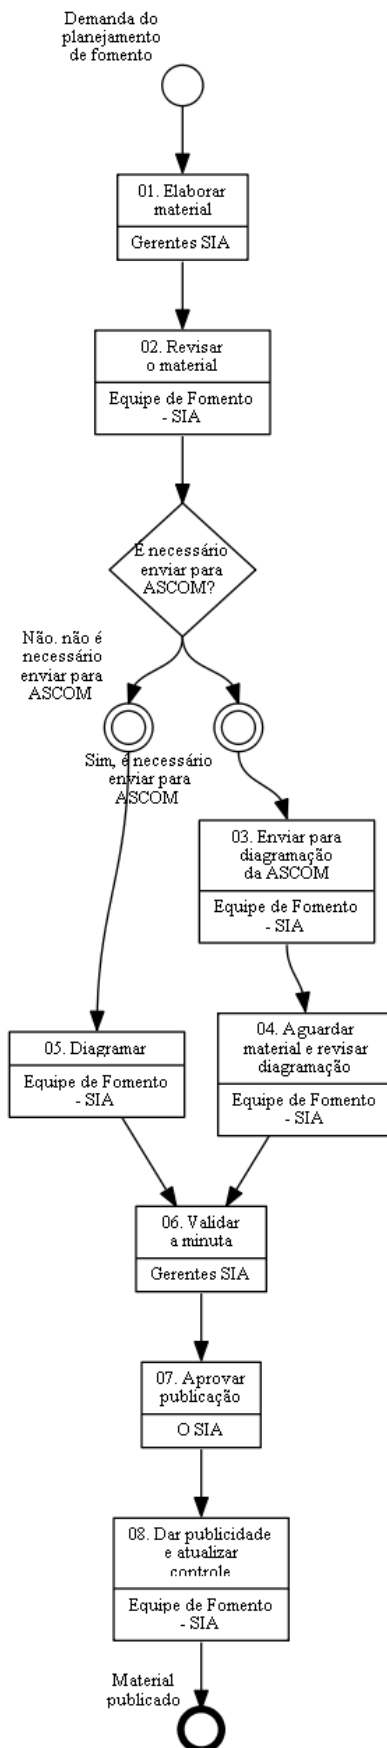 Demanda do
planejamento
de fomento
01. Elaborar
material
Gerentes SIA
02. Revisar
o material
Equipe de Fomento
- SIA
É necessário
enviar para
ASCOM?
Não. não é
necessário
enviar para
ASCOM
Sim, é necessário
enviar para
ASCOM
03. Enviar para
diagramação
da ASCOM
Equipe de Fomento
- SIA
04. Aguardar
material e revisar
diagramação
Equipe de Fomento
- SIA
05. Diagramar
Equipe de Fomento
- SIA
06. Validar
a minuta
Gerentes SIA
07. Aprovar
publicação
O SIA
08. Dar publicidade
e atualizar
controle
Equipe de Fomento
- SIA
Material
publicado